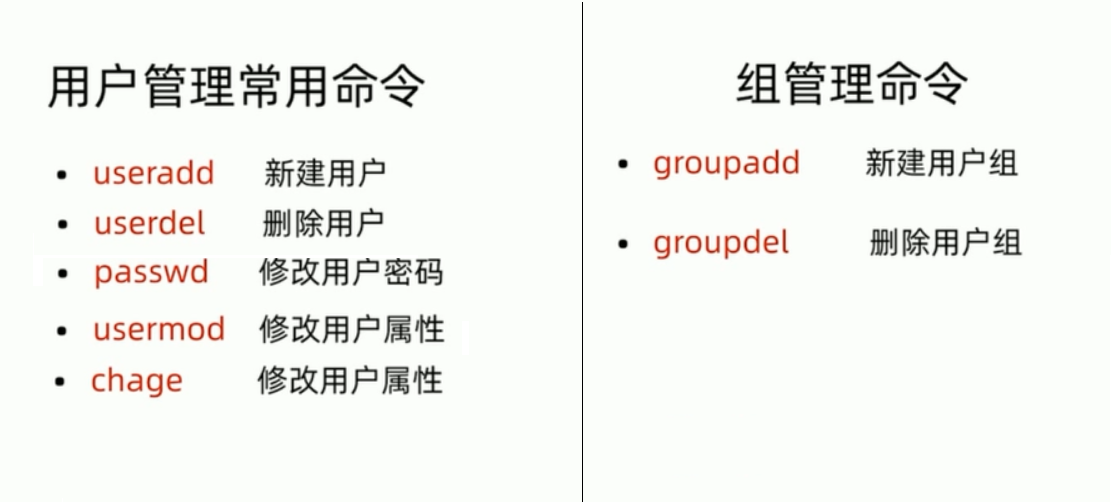 用户管理常用命令
• useradd 新建用户
• userdel 删除用户
• passwd 修改用户密码
• usermod 修改用户属性
• chage 修改用户属性
组管理命令
• groupadd 新建用户组
• groupdel 删除用户组